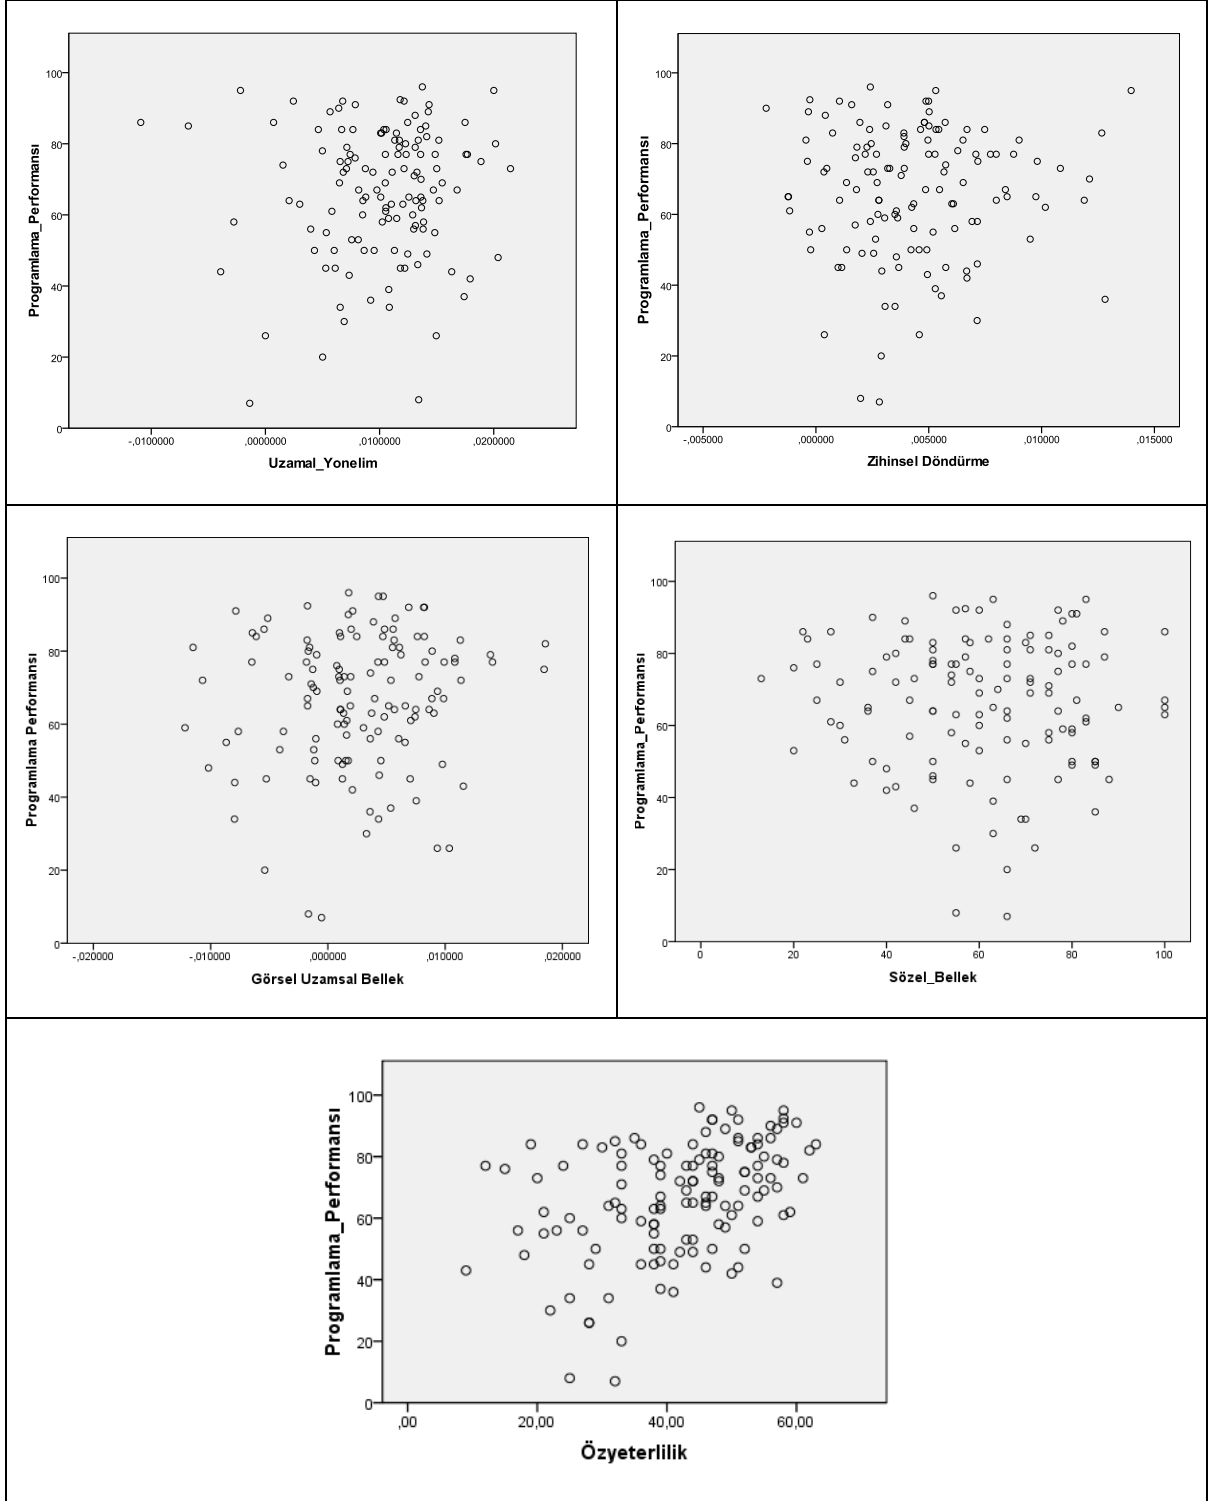 Programlama_Performansı
100
80
60
40
20
0
-,0100000 ,0000000 ,0100000 ,0200000
Uzamal_Yonelim
Programlama_Performansı
100
80
60
40
20
0
-,005000 ,000000 ,005000 ,010000 ,015000
Zihinsel Döndürme
Programlama Performansı
100
80
60
40
20
0
-,020000 -,010000 ,000000 ,010000 ,020000
Görsel Uzamsal Bellek
Programlama_Performansı
100
80
60
40
20
0
0 20 40 60 80 100
Sözel_Bellek
Programlama_Performansı
100
80
60
40
20
0
,00 20,00 40,00 60,00
Özyeterlilik